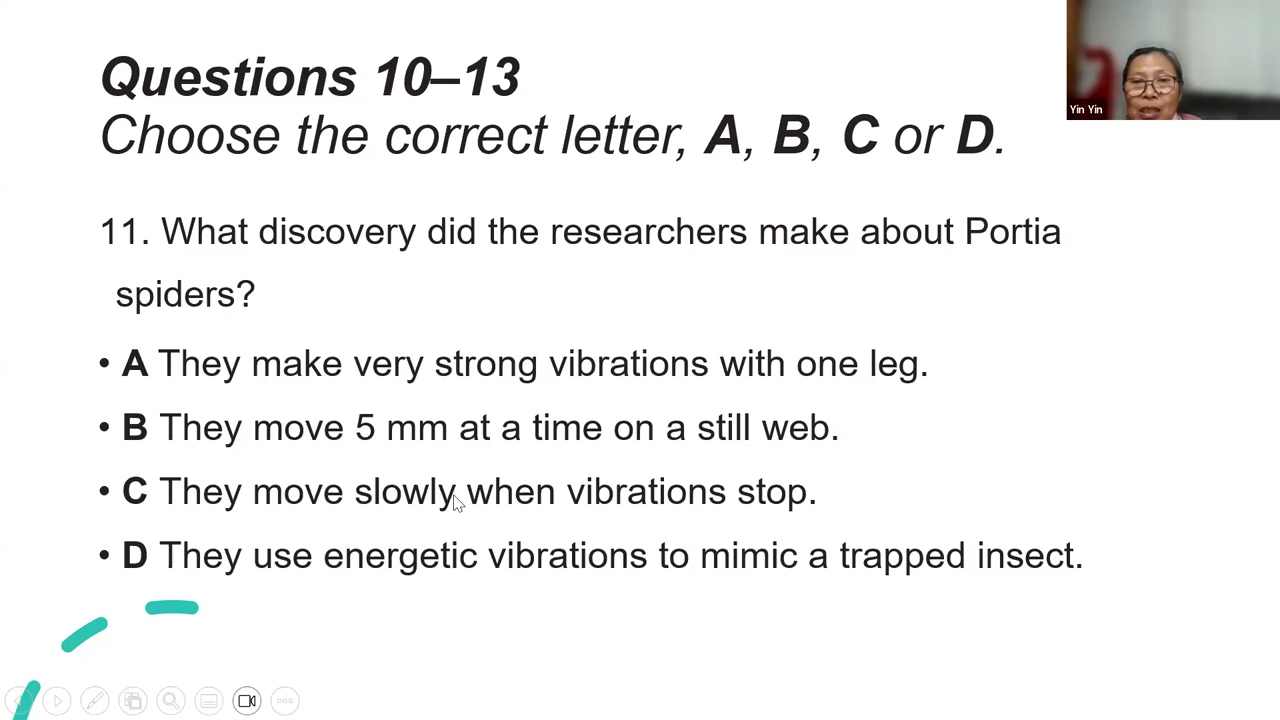 Questions 10–13
Choose the correct letter, A, B, C or D.
Yin Yin
11. What discovery did the researchers make about Portia
spiders?
• A They make very strong vibrations with one leg.
• B They move 5 mm at a time on a still web.
• C They move slowly when vibrations stop.
• D They use energetic vibrations to mimic a trapped insect.